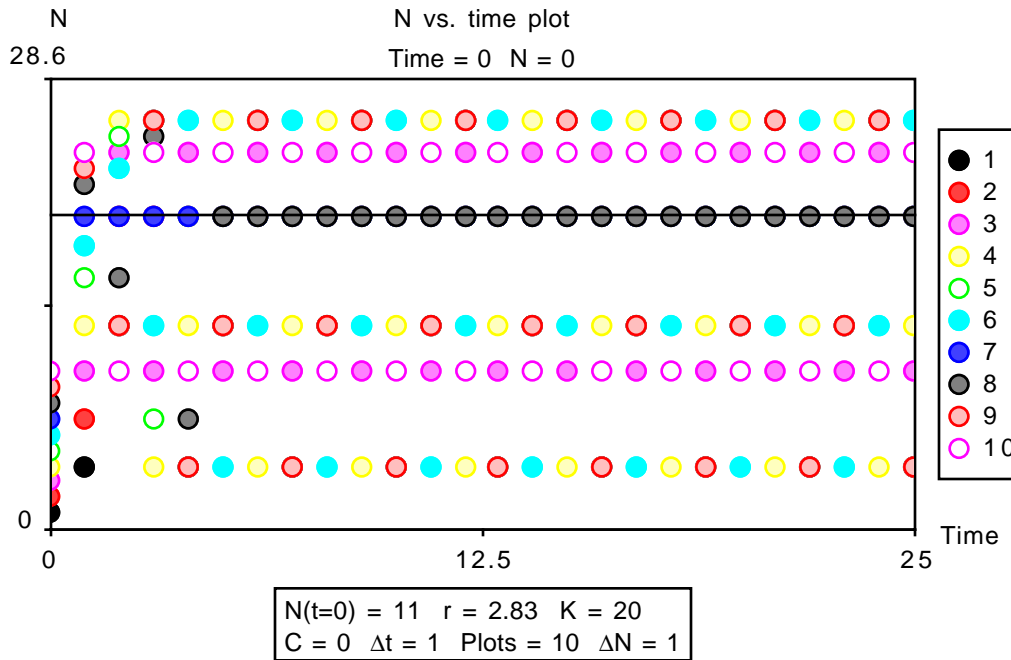 N
N vs. time plot
28.6
Time = 0 N = 0
0
0
12.5
25
Time
1
2
3
4
5
6
7
8
9
10
N(t=0) = 11 r = 2.83 K = 20
C = 0 Δt = 1 Plots = 10 ΔN = 1